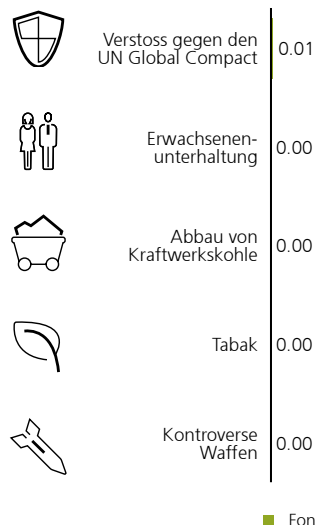 Verstoss gegen den
UN Global Compact
0.01
Erwachsenen-
unterhaltung
0.00
Abbau von
Kraftwerkskohle
0.00
Tabak
0.00
Kontroverse
Waffen
0.00
Fon